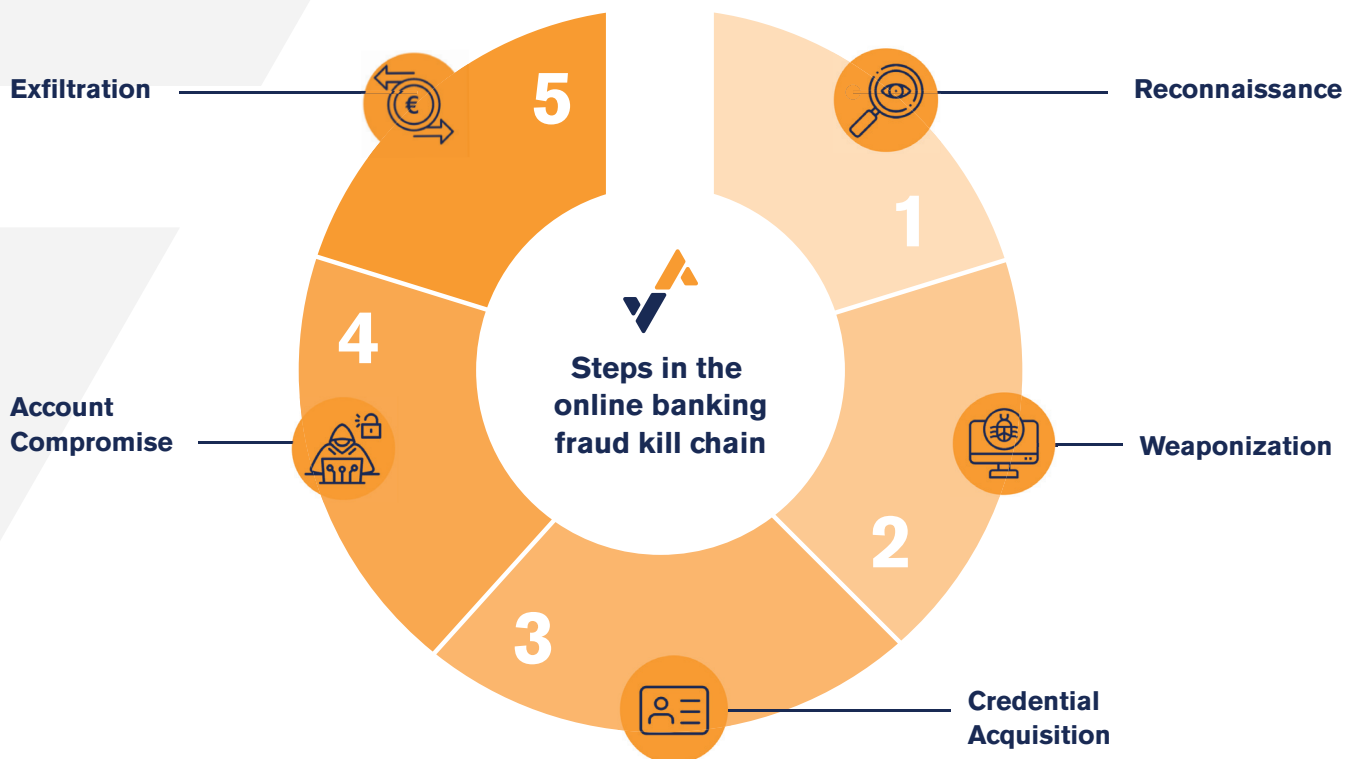 Steps in the
online banking
fraud kill chain
1
Reconnaissance
2
Weaponization
3
Credential
Acquisition
4
Account
Compromise
5
Exfiltration
€